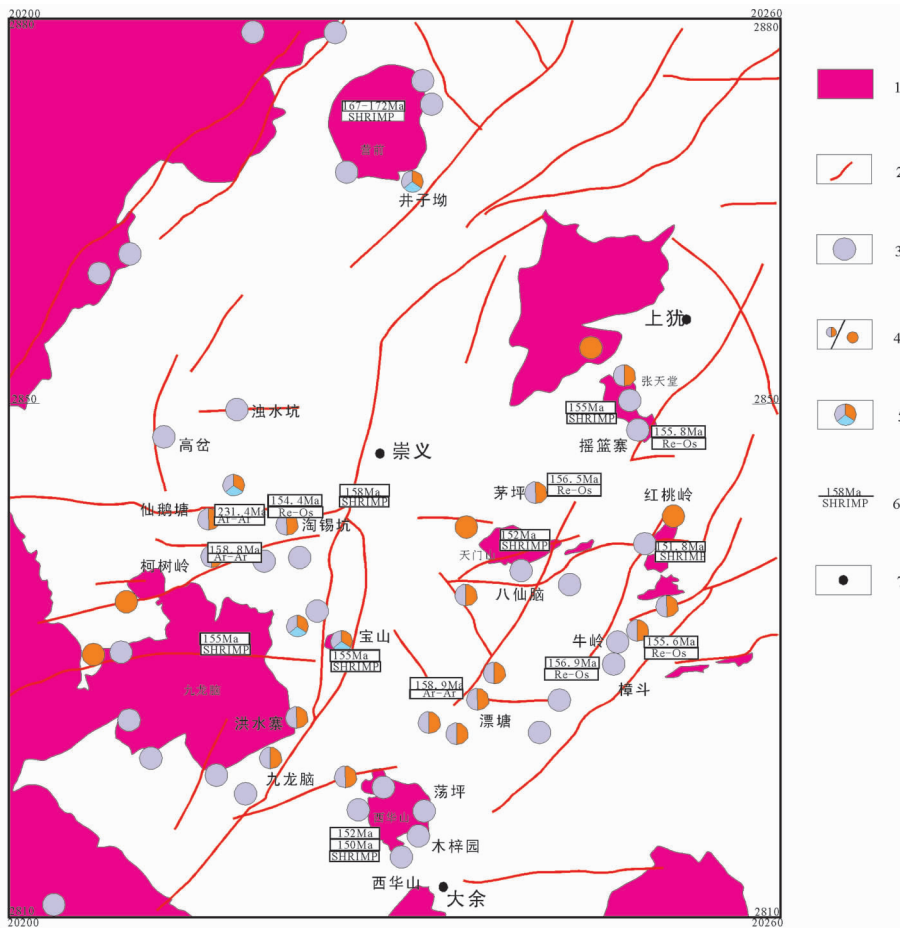 20200
20260
2880
2880
1
167-172Ma
SHRIMP
2
井子坳
3
上犹
4
张天堂
2850
2850
155Ma
SHRIMP
浊水坑
5
高岔
155.8Ma
Re-Os
摇篮寨
崇义
156.5Ma
Re-Os
茅坪
红桃岭
158Ma
SHRIMP
6
158Ma
SHRIMP
154.4Ma
Re-Os
仙鹅塘
231.4Ma
Ar-Ar
淘锡坑
152Ma
SHRIMP
151.8Ma
SHRIMP
158.8Ma
Ar-Ar
柯树岭
八仙脑
7
155Ma
SHRIMP
宝山
155Ma
SHRIMP
牛岭
155.6Ma
Re-Os
156.9Ma
Re-Os
樟斗
九龙脑
158.9Ma
Ar-Ar
洪水寨
漂塘
九龙脑
荡坪
西华山
152Ma
150Ma
SHRIMP
木梓园
西华山
大余
2810
2810
20200
20260